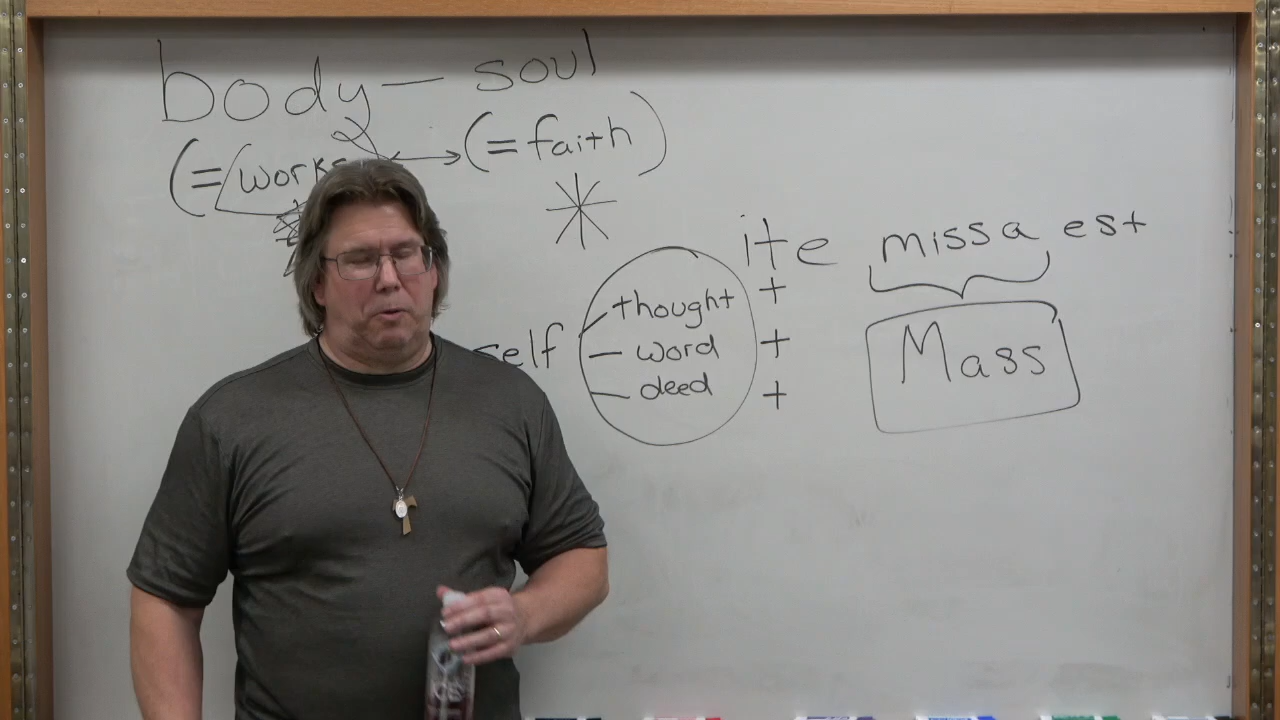 body — soul
(= works ↔ (= faith)
ite missa est
self
thought +
— word +
deed +
Mass